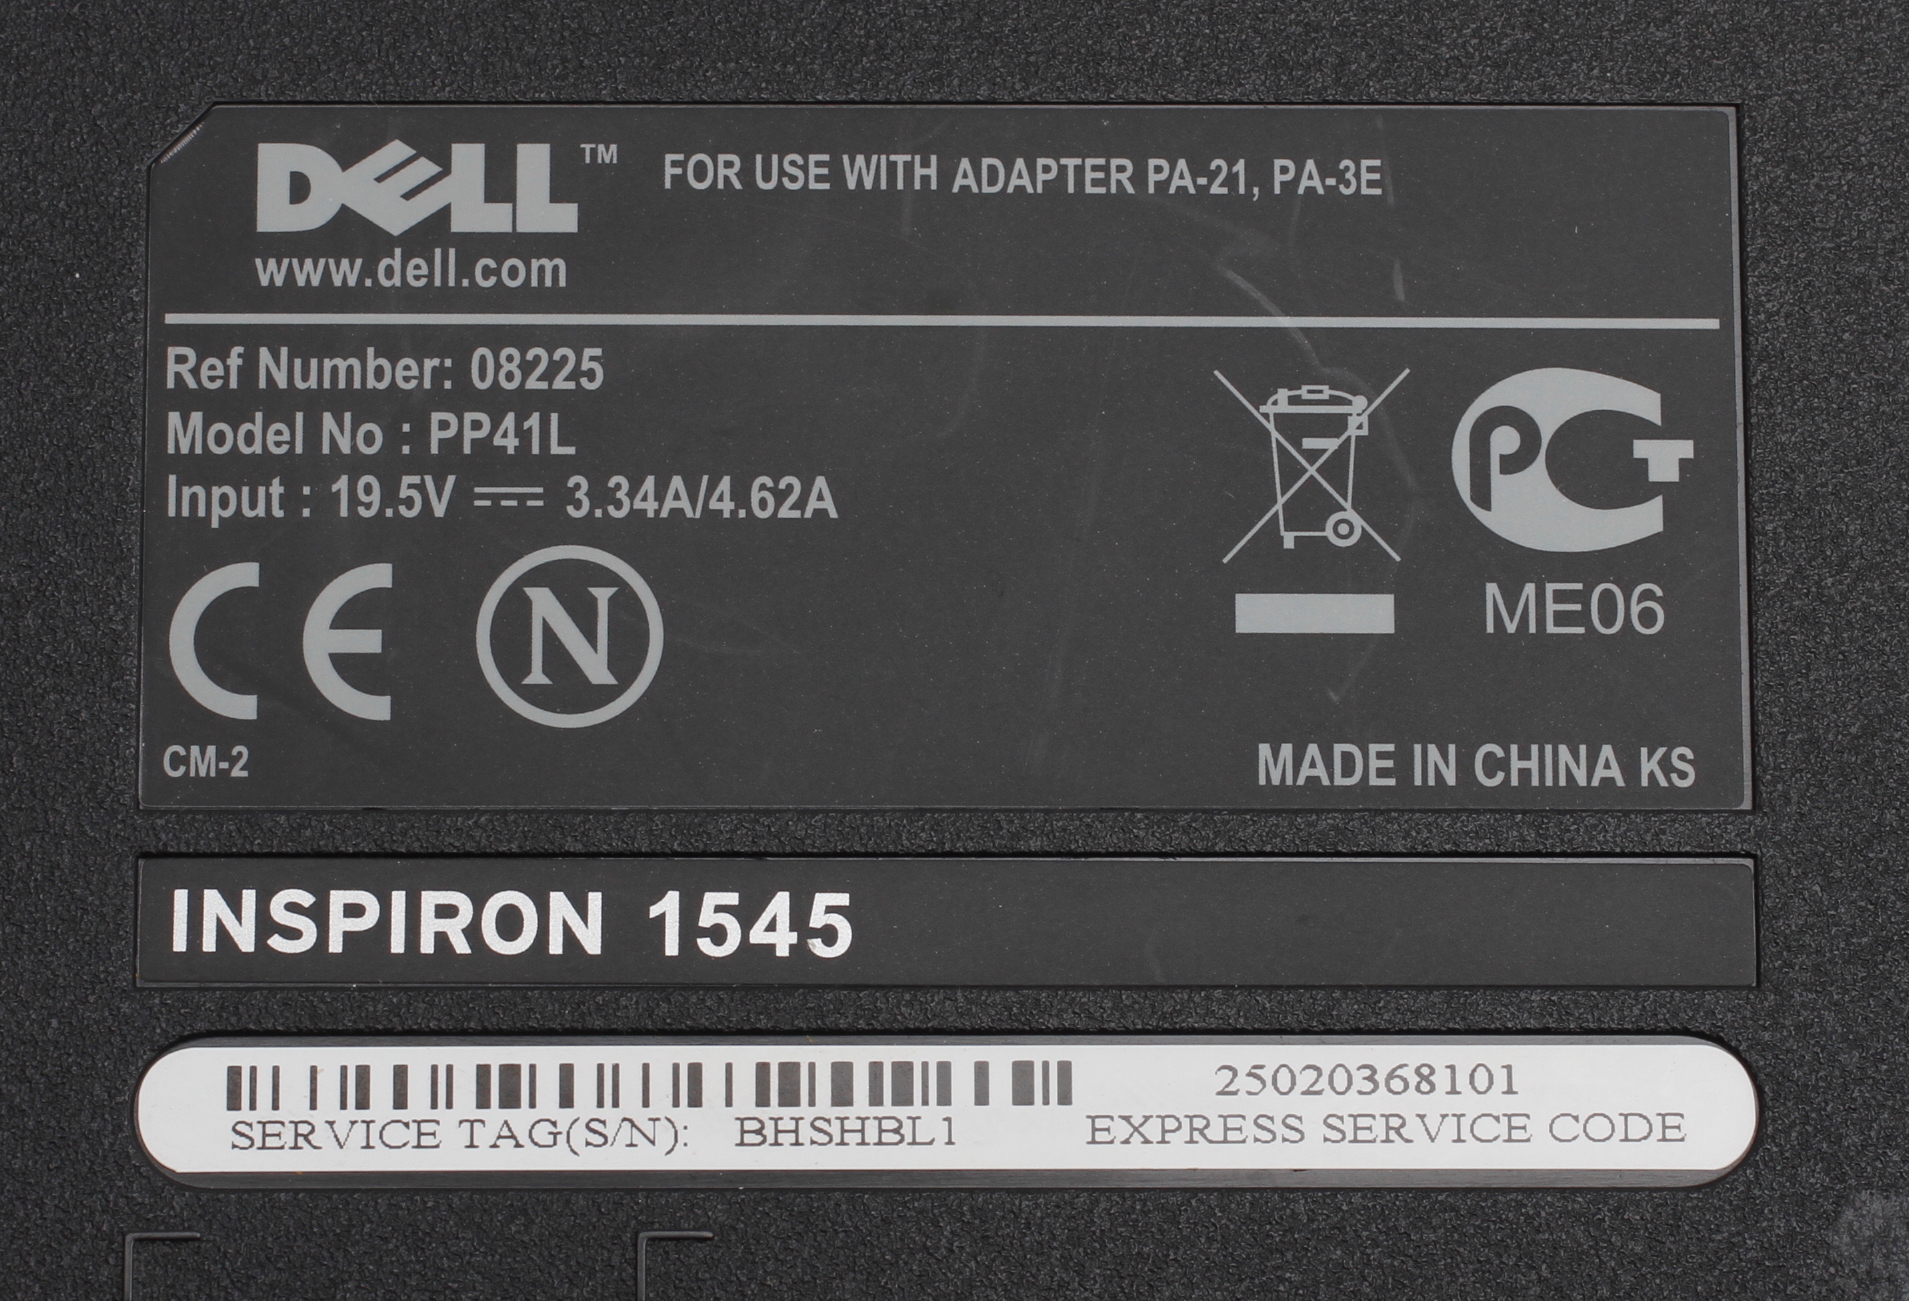 DELL™ FOR USE WITH ADAPTER PA-21, PA-3E
www.dell.com
Ref Number: 08225
Model No : PP41L
Input : 19.5V ⎓ 3.34A/4.62A
CE N
PCT
ME06
CM-2
MADE IN CHINA KS
INSPIRON 1545
25020368101
SERVICE TAG(S/N): BHSHBL1 EXPRESS SERVICE CODE